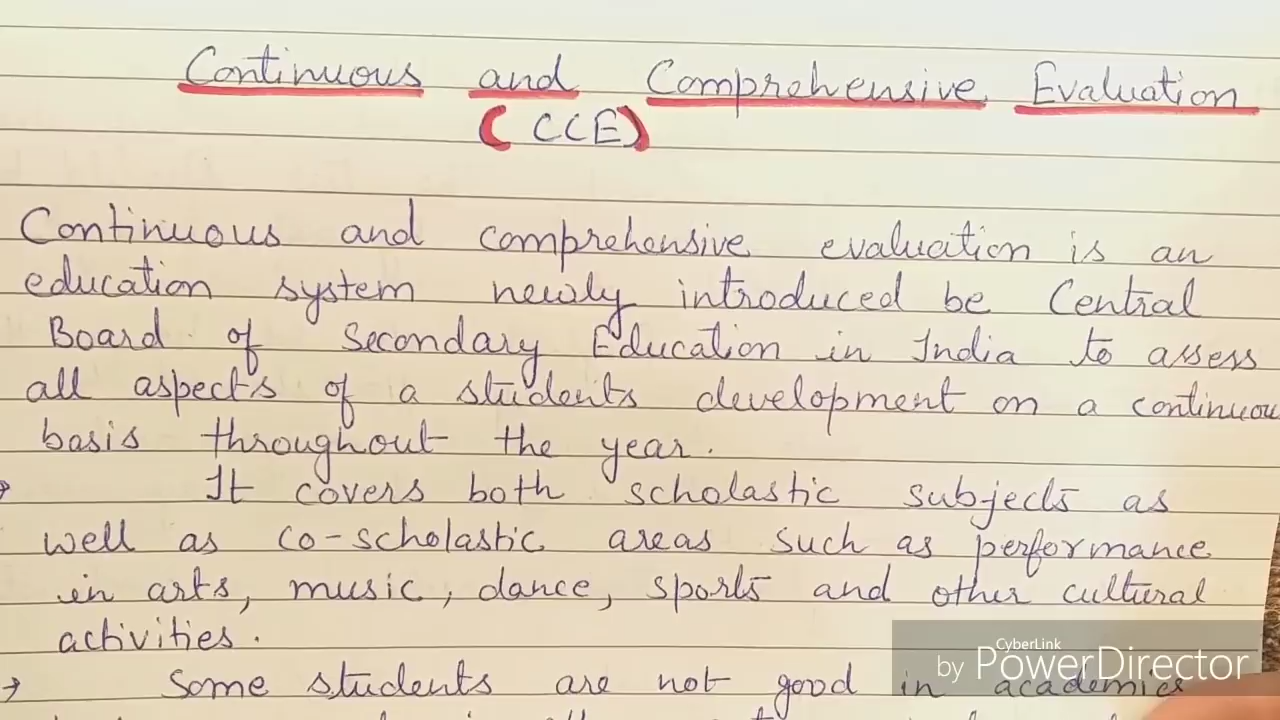 Continuous and Comprehensive Evaluation
(CCE)
Continuous and comprehensive evaluation is an
education system newly introduced be Central
Board of Secondary Education in India to assess
all aspects of a students development on a continuou
basis throughout the year.
→ It covers both scholastic subjects as
well as co-scholastic areas such as performance
in arts, music, dance, sports and other cultural
activities.
→ Some students are not good in academics
CyberLink
by PowerDirector